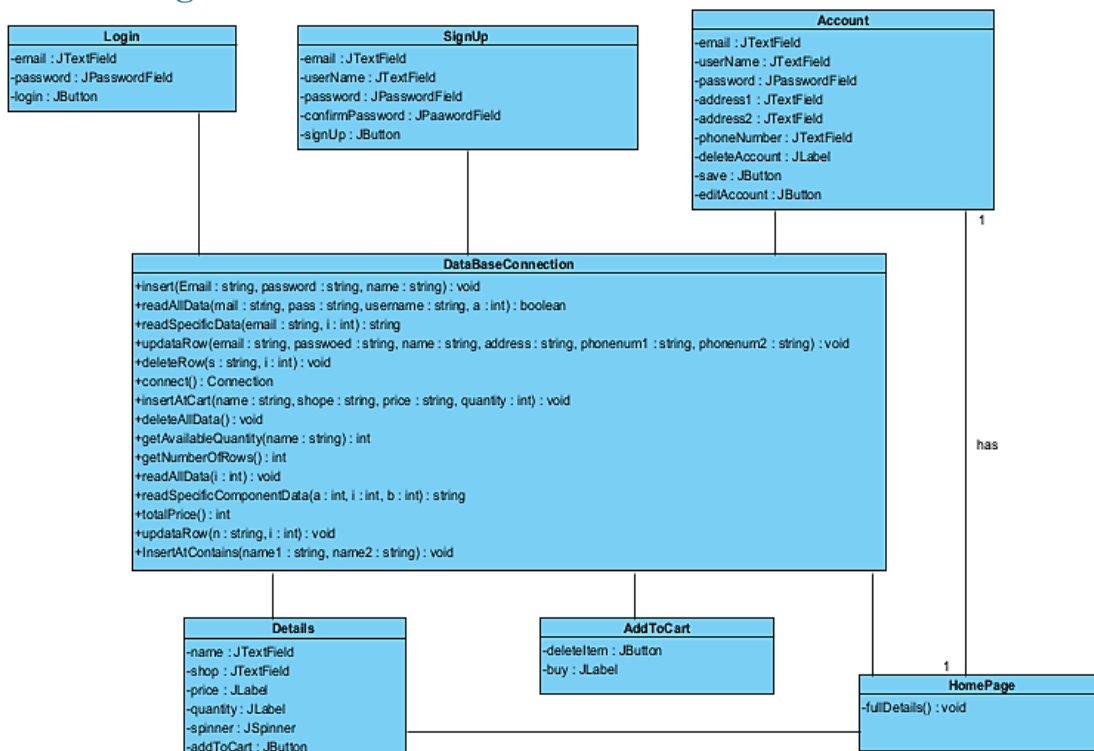 Login
-email : JTextField
-password : JPasswordField
-login : JButton
SignUp
-email : JTextField
-userName : JTextField
-password : JPasswordField
-confirmPassword : JPaawordField
-signUp : JButton
Account
-email : JTextField
-userName : JTextField
-password : JPasswordField
-address1 : JTextField
-address2 : JTextField
-phoneNumber : JTextField
-deleteAccount : JLabel
-save : JButton
-editAccount : JButton
1
DataBaseConnection
+insert(Email : string, password : string, name : string) : void
+readAllData(mail : string, pass : string, username : string, a : int) : boolean
+readSpecificData(email : string, i : int) : string
+updataRow(email : string, passwoed : string, name : string, address : string, phonenum1 : string, phonenum2 : string) : void
+deleteRow(s : string, i : int) : void
+connect() : Connection
+insertAtCart(name : string, shope : string, price : string, quantity : int) : void
+deleteAllData() : void
+getAvailableQuantity(name : string) : int
+getNumberOfRows() : int
+readAllData(i : int) : void
+readSpecificComponentData(a : int, i : int, b : int) : string
+totalPrice() : int
+updataRow(n : string, i : int) : void
+InsertAtContains(name1 : string, name2 : string) : void
has
Details
-name : JTextField
-shop : JTextField
-price : JLabel
-quantity : JLabel
-spinner : JSpinner
-addToCart : JButton
AddToCart
-deleteItem : JButton
-buy : JLabel
1
HomePage
-fullDetails() : void